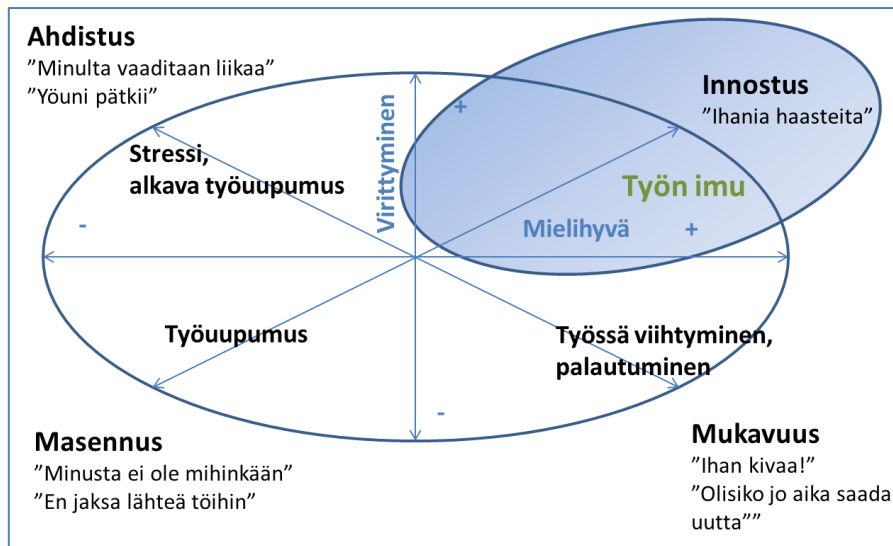 Ahdistus
”Minulta vaaditaan liikaa”
”Yöuni pätkii”
Innostus
”Ihania haasteita”
Virittyminen
+
Stressi,
alkava työuupumus
Työn imu
-
Mielihyvä
+
Työuupumus
Työssä viihtyminen,
palautuminen
-
Masennus
”Minusta ei ole mihinkään”
”En jaksa lähteä töihin”
Mukavuus
”Ihan kivaa!”
”Olisiko jo aika saada
uutta””